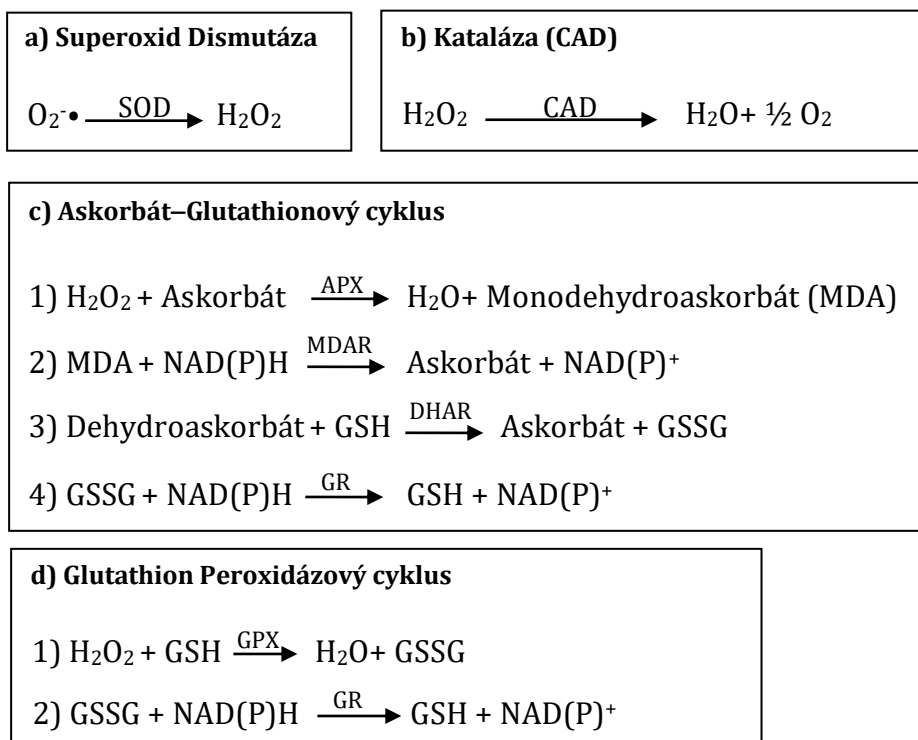 a) Superoxid Dismutáza
O₂⁻• SOD H₂O₂
b) Kataláza (CAD)
H₂O₂ CAD H₂O+ ½ O₂
c) Askorbát–Glutathionový cyklus
1) H₂O₂ + Askorbát APX H₂O+ Monodehydroaskorbát (MDA)
2) MDA + NAD(P)H MDAR Askorbát + NAD(P)⁺
3) Dehydroaskorbát + GSH DHAR Askorbát + GSSG
4) GSSG + NAD(P)H GR GSH + NAD(P)⁺
d) Glutathion Peroxidázový cyklus
1) H₂O₂ + GSH GPX H₂O+ GSSG
2) GSSG + NAD(P)H GR GSH + NAD(P)⁺